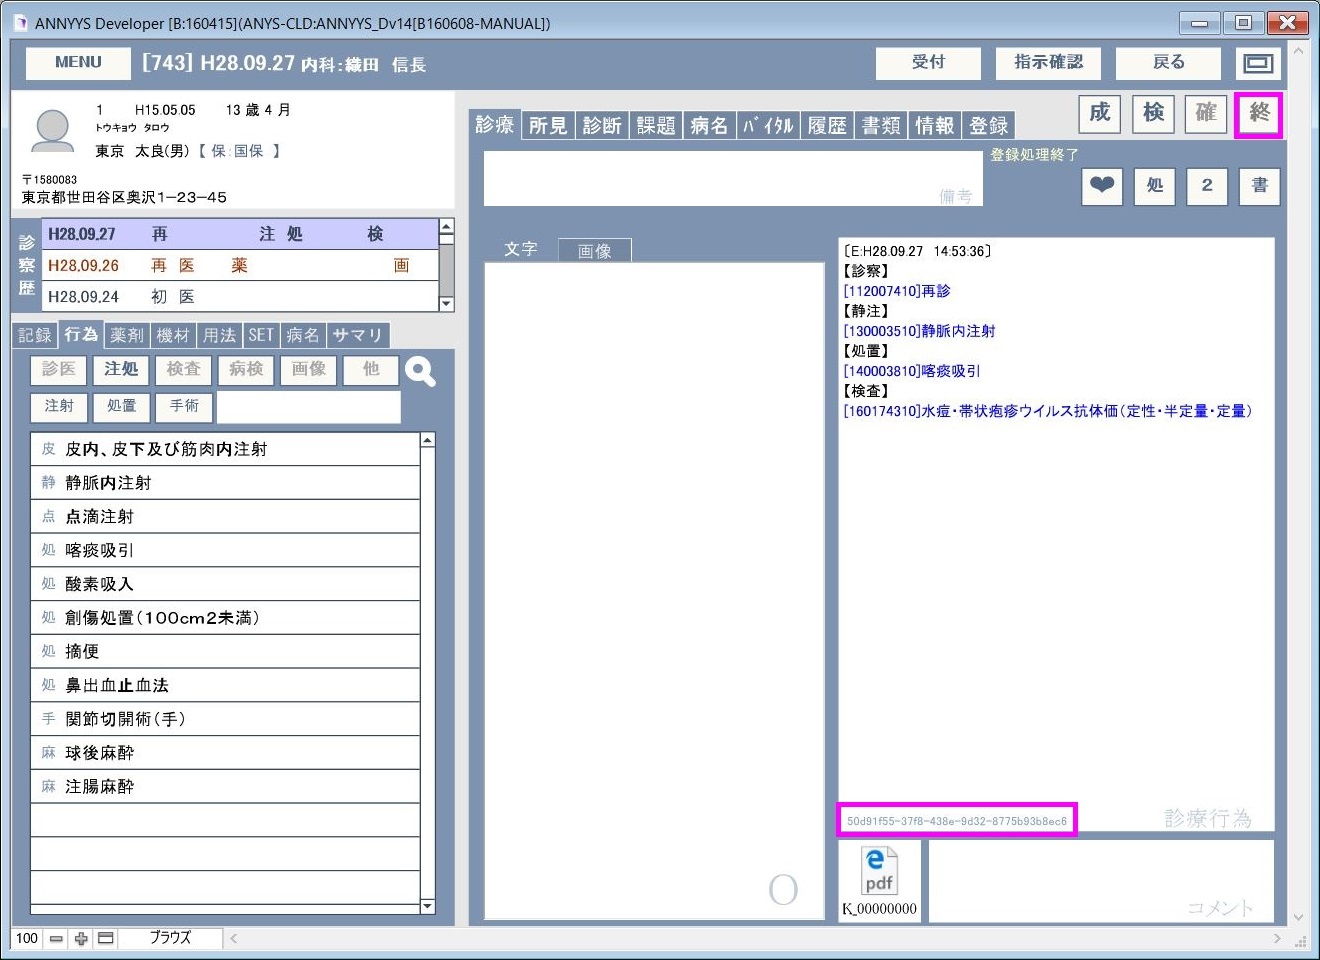 ANNYYS Developer [B:160415](ANYS-CLD:ANNYYS_Dv14[B160608-MANUAL])
MENU [743] H28.09.27 内科:織田 信長 受付 指示確認 戻る
1 H15.05.05 13 歳 4 月
トウキョウ タロウ
東京 太良(男)【 保:国保 】
〒1580083
東京都世田谷区奥沢1-23-45
診察歴
H28.09.27 再 注 処 検
H28.09.26 再 医 薬 画
H28.09.24 初 医
記録 行為 薬剤 機材 用法 SET 病名 サマリ
診医 注処 検査 病検 画像 他
注射 処置 手術
皮 皮内、皮下及び筋肉内注射
静 静脈内注射
点 点滴注射
処 喀痰吸引
処 酸素吸入
処 創傷処置(100cm2未満)
処 摘便
処 鼻出血止血法
手 関節切開術(手)
麻 球後麻酔
麻 注腸麻酔
診療 所見 診断 課題 病名 バイタル 履歴 書類 情報 登録
成 検 確 終
登録処理終了
備考
処 2 書
文字 画像
O
〔E:H28.09.27 14:53:36〕
【診察】
[112007410]再診
【静注】
[130003510]静脈内注射
【処置】
[140003810]喀痰吸引
【検査】
[160174310]水痘・帯状疱疹ウイルス抗体価(定性・半定量・定量)
50d91f55-37f8-438e-9d32-8775b93b8ec6
診療行為
pdf
K_00000000
コメント
100 ブラウズ